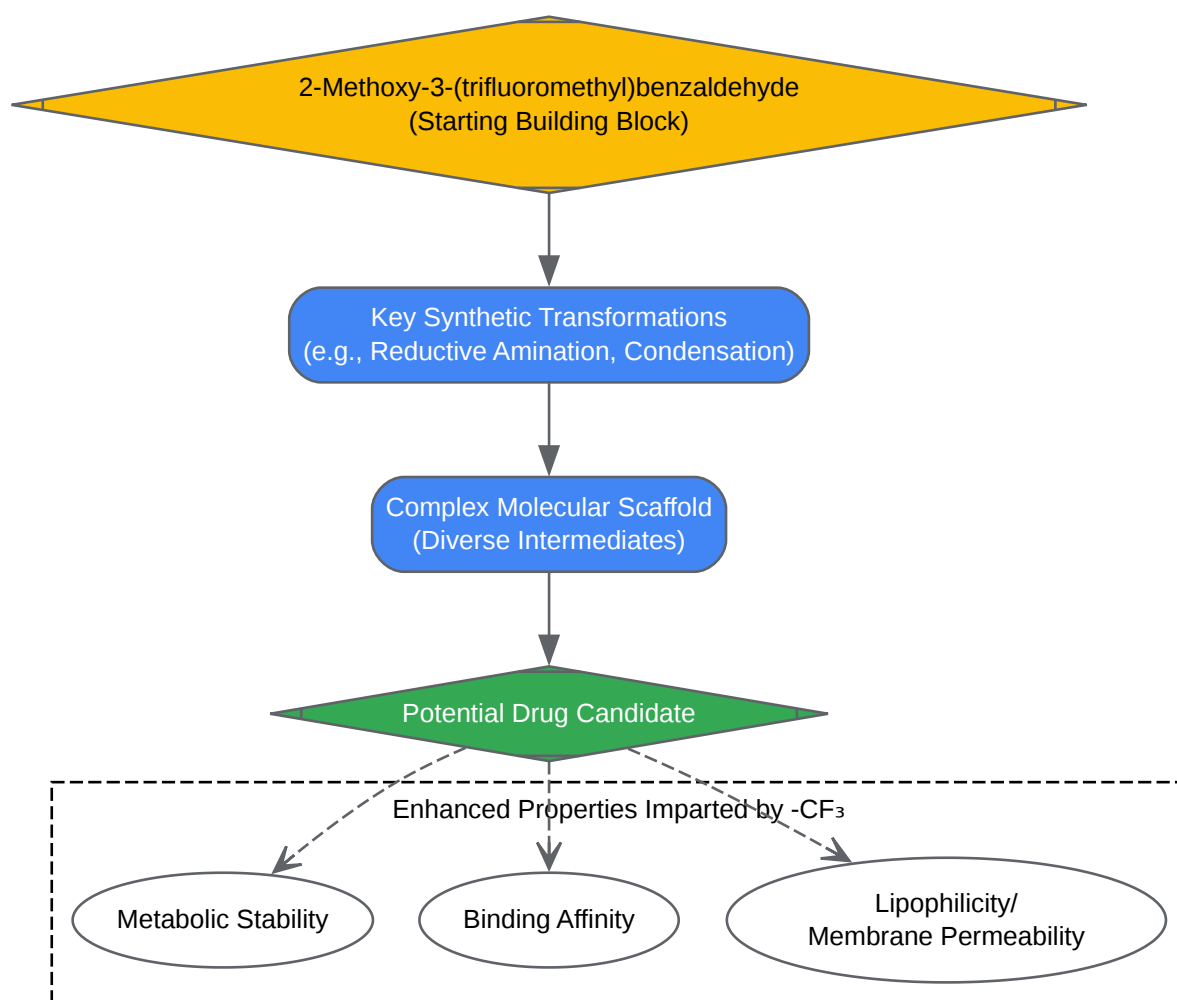 2-Methoxy-3-(trifluoromethyl)benzaldehyde
(Starting Building Block)
Key Synthetic Transformations
(e.g., Reductive Amination, Condensation)
Complex Molecular Scaffold
(Diverse Intermediates)
Potential Drug Candidate
Enhanced Properties Imparted by -CF₃
Metabolic Stability
Binding Affinity
Lipophilicity/
Membrane Permeability